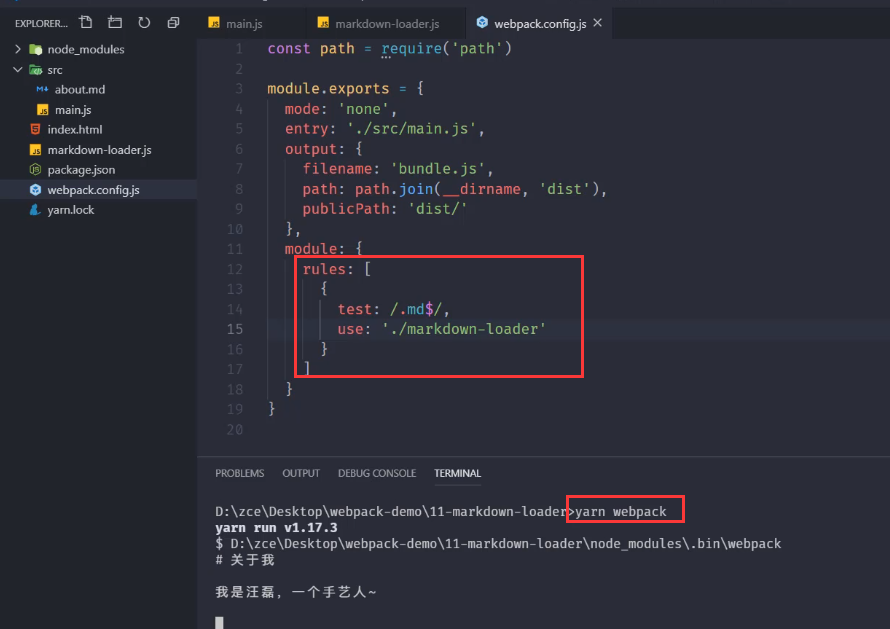 EXPLORER...
main.js
markdown-loader.js
webpack.config.js
node_modules
src
about.md
main.js
index.html
markdown-loader.js
package.json
webpack.config.js
yarn.lock
1 const path = require('path')
2
3 module.exports = {
4 mode: 'none',
5 entry: './src/main.js',
6 output: {
7 filename: 'bundle.js',
8 path: path.join(__dirname, 'dist'),
9 publicPath: 'dist/'
10 },
11 module: {
12 rules: [
13 {
14 test: /.md$/,
15 use: './markdown-loader'
16 }
17 ]
18 }
19 }
20
PROBLEMS OUTPUT DEBUG CONSOLE TERMINAL
D:\zce\Desktop\webpack-demo\11-markdown-loader>yarn webpack
yarn run v1.17.3
$ D:\zce\Desktop\webpack-demo\11-markdown-loader\node_modules\.bin\webpack
# 关于我
我是汪磊，一个手艺人~